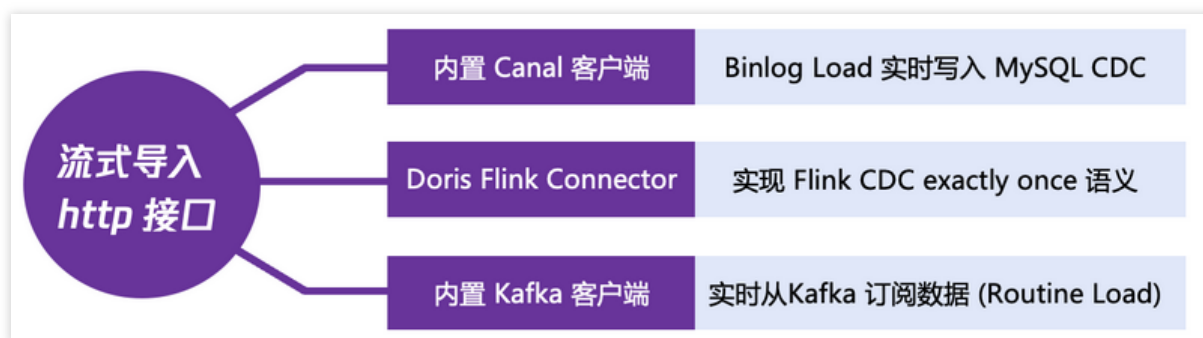 流式导入
http 接口
内置 Canal 客户端
Binlog Load 实时写入 MySQL CDC
Doris Flink Connector
实现 Flink CDC exactly once 语义
内置 Kafka 客户端
实时从Kafka 订阅数据 (Routine Load)